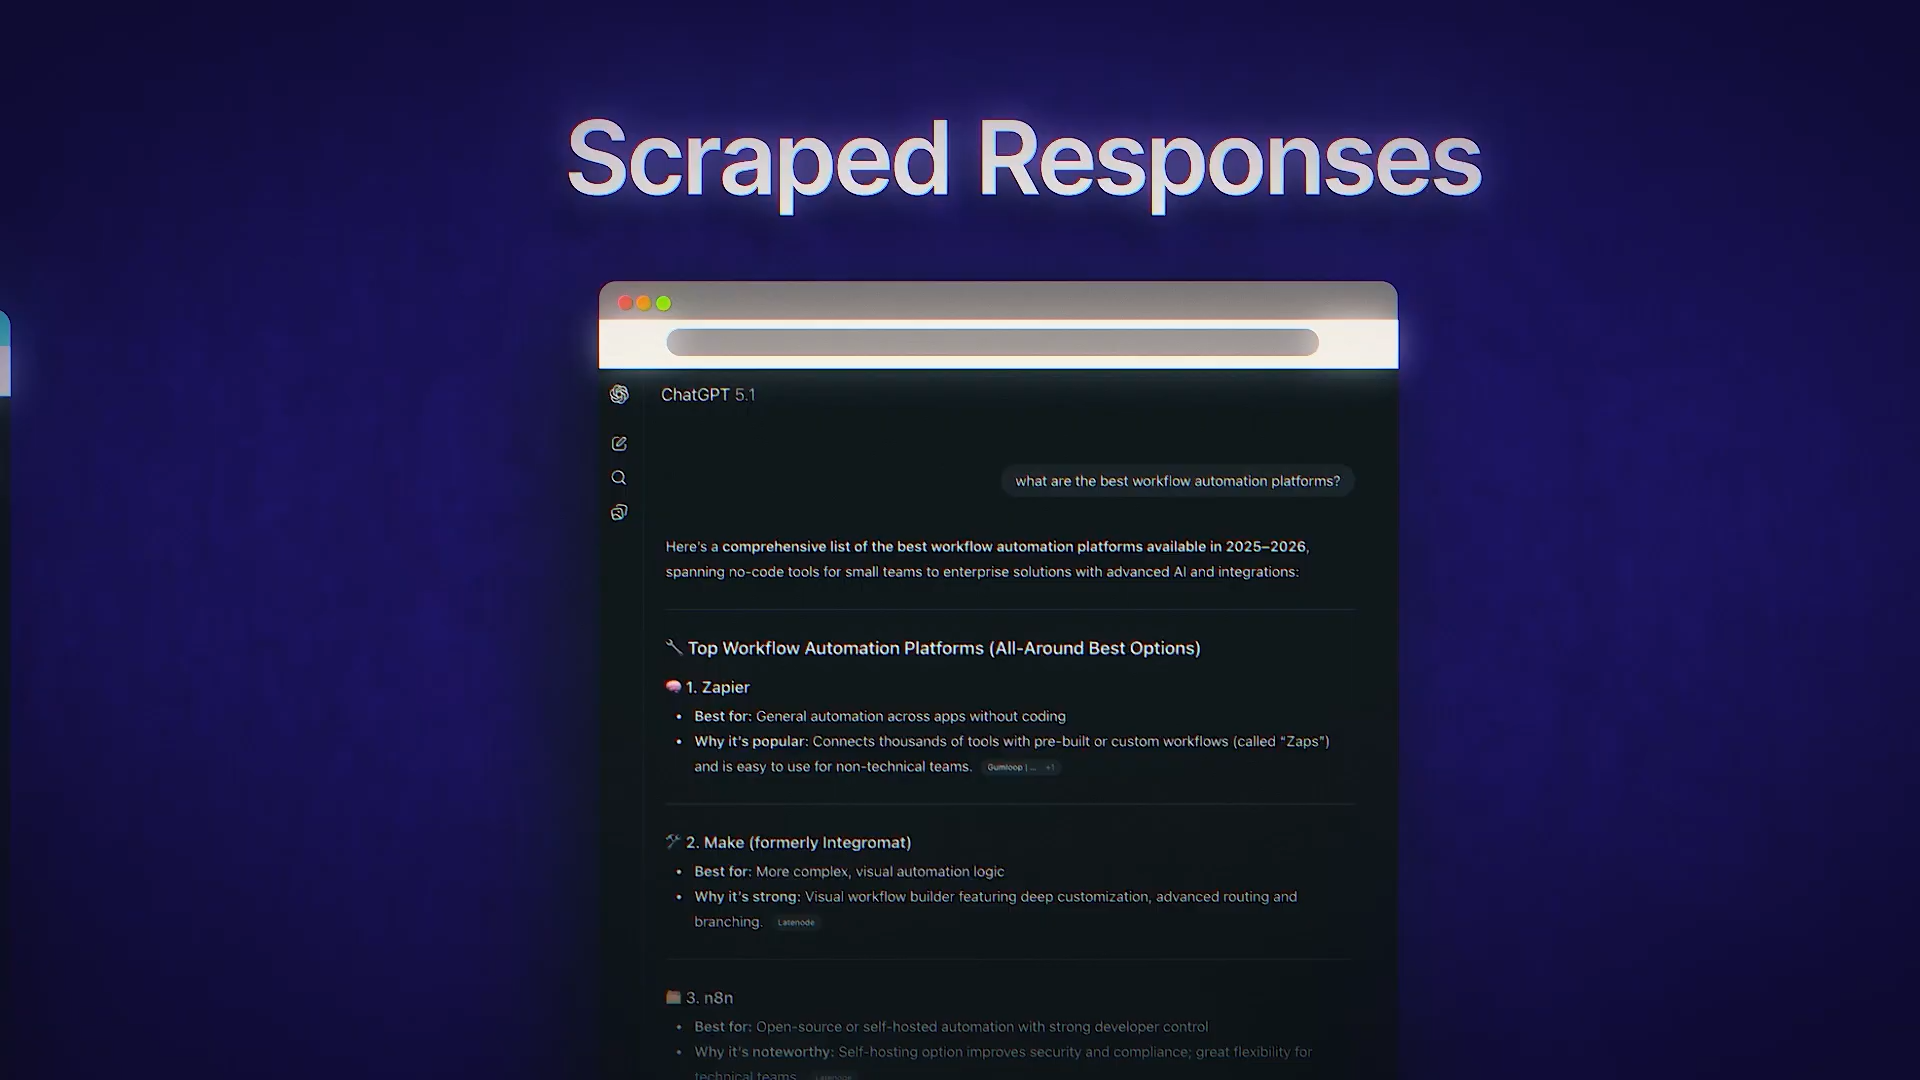 Scraped Responses
ChatGPT 5.1
what are the best workflow automation platforms?
Here's a comprehensive list of the best workflow automation platforms available in 2025–2026,
spanning no-code tools for small teams to enterprise solutions with advanced AI and integrations:
Top Workflow Automation Platforms (All-Around Best Options)
1. Zapier
• Best for: General automation across apps without coding
• Why it's popular: Connects thousands of tools with pre-built or custom workflows (called “Zaps”)
and is easy to use for non-technical teams. Gumloop | ... +1
2. Make (formerly Integromat)
• Best for: More complex, visual automation logic
• Why it's strong: Visual workflow builder featuring deep customization, advanced routing and
branching. Latenode
3. n8n
• Best for: Open-source or self-hosted automation with strong developer control
• Why it's noteworthy: Self-hosting option improves security and compliance; great flexibility for
technical teams. Latenode